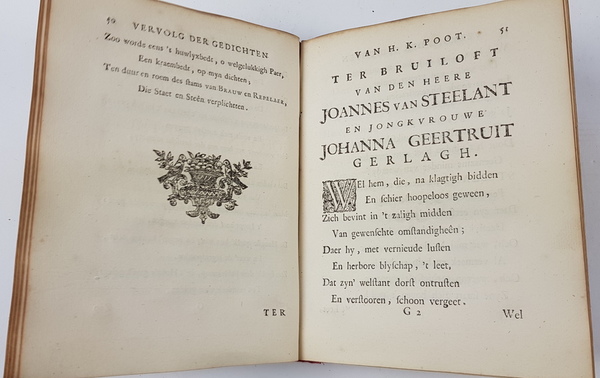 50 VERVOLG DER GEDICHTEN
Zoo worde eens 't huwlyxbedt, o welgelukkigh Paer,
Een kraembedt, op myn dichten,
Ten duur en roem des stams van BRAUW en REPELAER,
Die Staet en Steên verplichtten.
TER
VAN H. K. POOT. 51
TER BRUILOFT
VAN DEN HEERE
JOANNES VAN STEELANT
EN JONGKVROUWE
JOHANNA GEERTRUIT
GERLAGH.
WEl hem, die, na klagtigh bidden
En schier hoopeloos geween,
Zich bevint in 't zaligh midden
Van gewenschte omstandigheên;
Daer hy, met vernieude lusten
En herbore blyschap, 't leet,
Dat zyn' welstant dorst ontrusten
En verstooren, schoon vergeet.
G 2 Wel